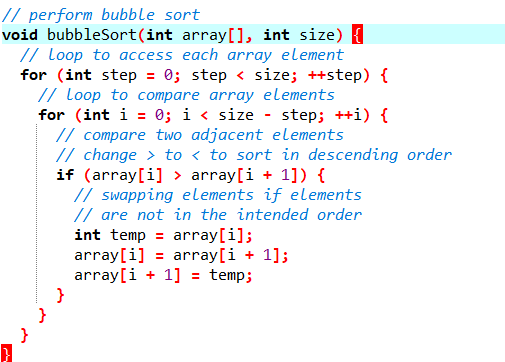 // perform bubble sort
void bubbleSort(int array[], int size) {
  // loop to access each array element
  for (int step = 0; step < size; ++step) {
    // loop to compare array elements
    for (int i = 0; i < size - step; ++i) {
      // compare two adjacent elements
      // change > to < to sort in descending order
      if (array[i] > array[i + 1]) {
        // swapping elements if elements
        // are not in the intended order
        int temp = array[i];
        array[i] = array[i + 1];
        array[i + 1] = temp;
      }
    }
  }
}